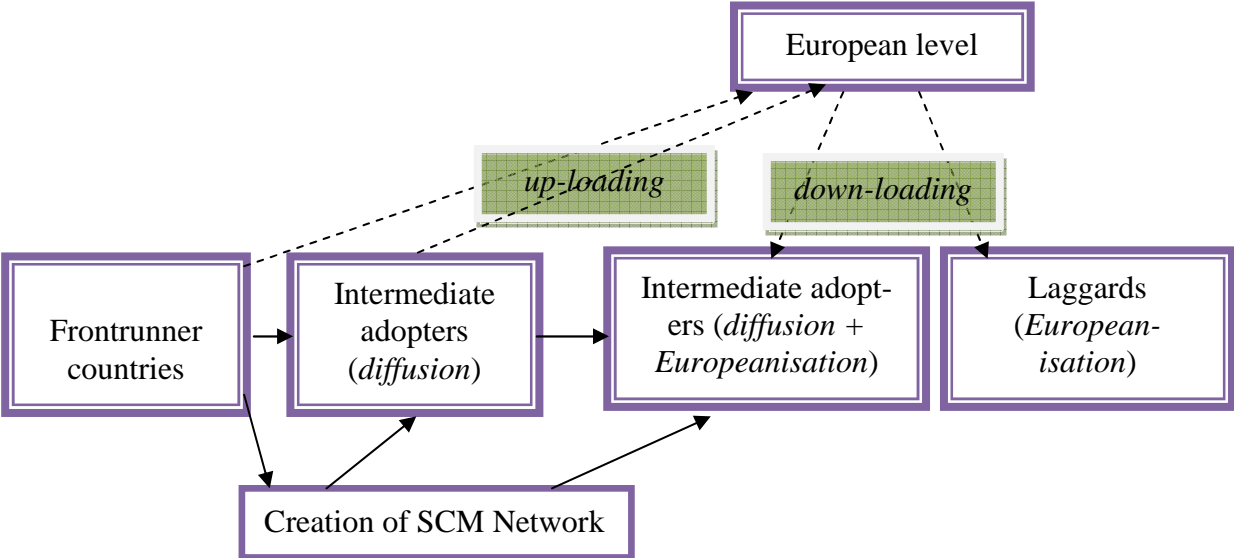 European level
up-loading
down-loading
Frontrunner
countries
Intermediate
adopters
(diffusion)
Intermediate adopt-
ers (diffusion +
Europeanisation)
Laggards
(European-
isation)
Creation of SCM Network